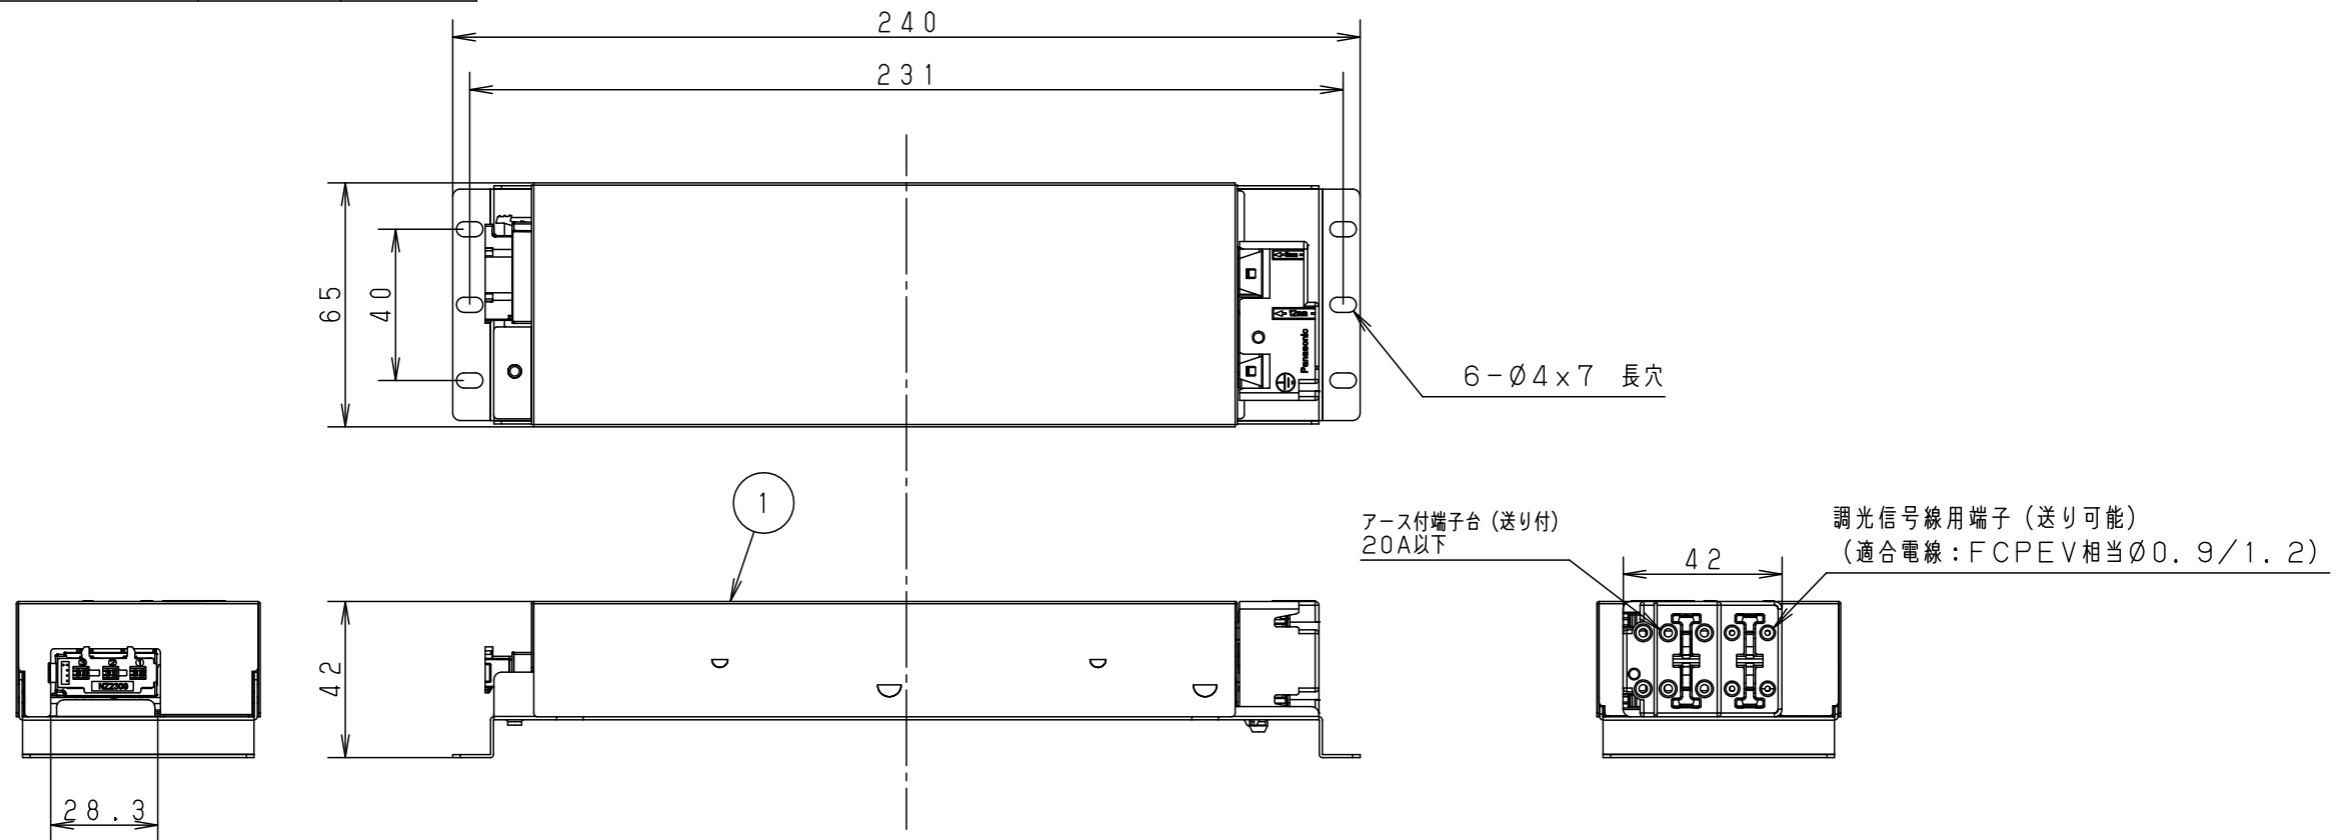 240
231
65
40
12mm
Panasonic
6-Ø4x7 長穴
1
アース付端子台(送り付)
20A以下
調光信号線用端子(送り可能)
(適合電線:FCPEV相当Ø0.9/1.2)
42
42
28.3